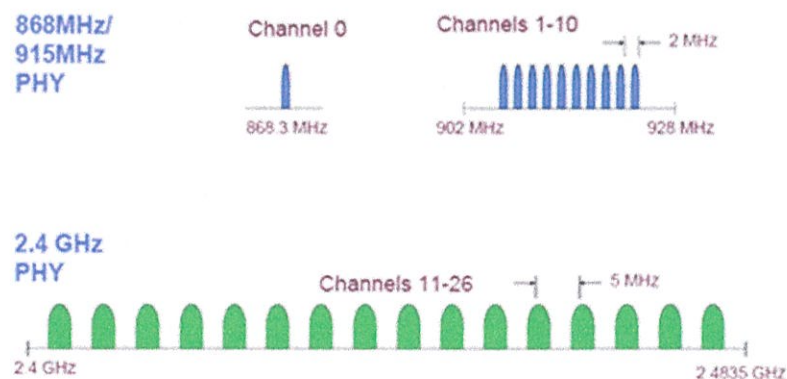 868MHz/
915MHz
PHY
Channel 0
Channels 1-10
2 MHz
868.3 MHz
902 MHz
928 MHz
2.4 GHz
PHY
Channels 11-26
5 MHz
2.4 GHz
2.4835 GHz